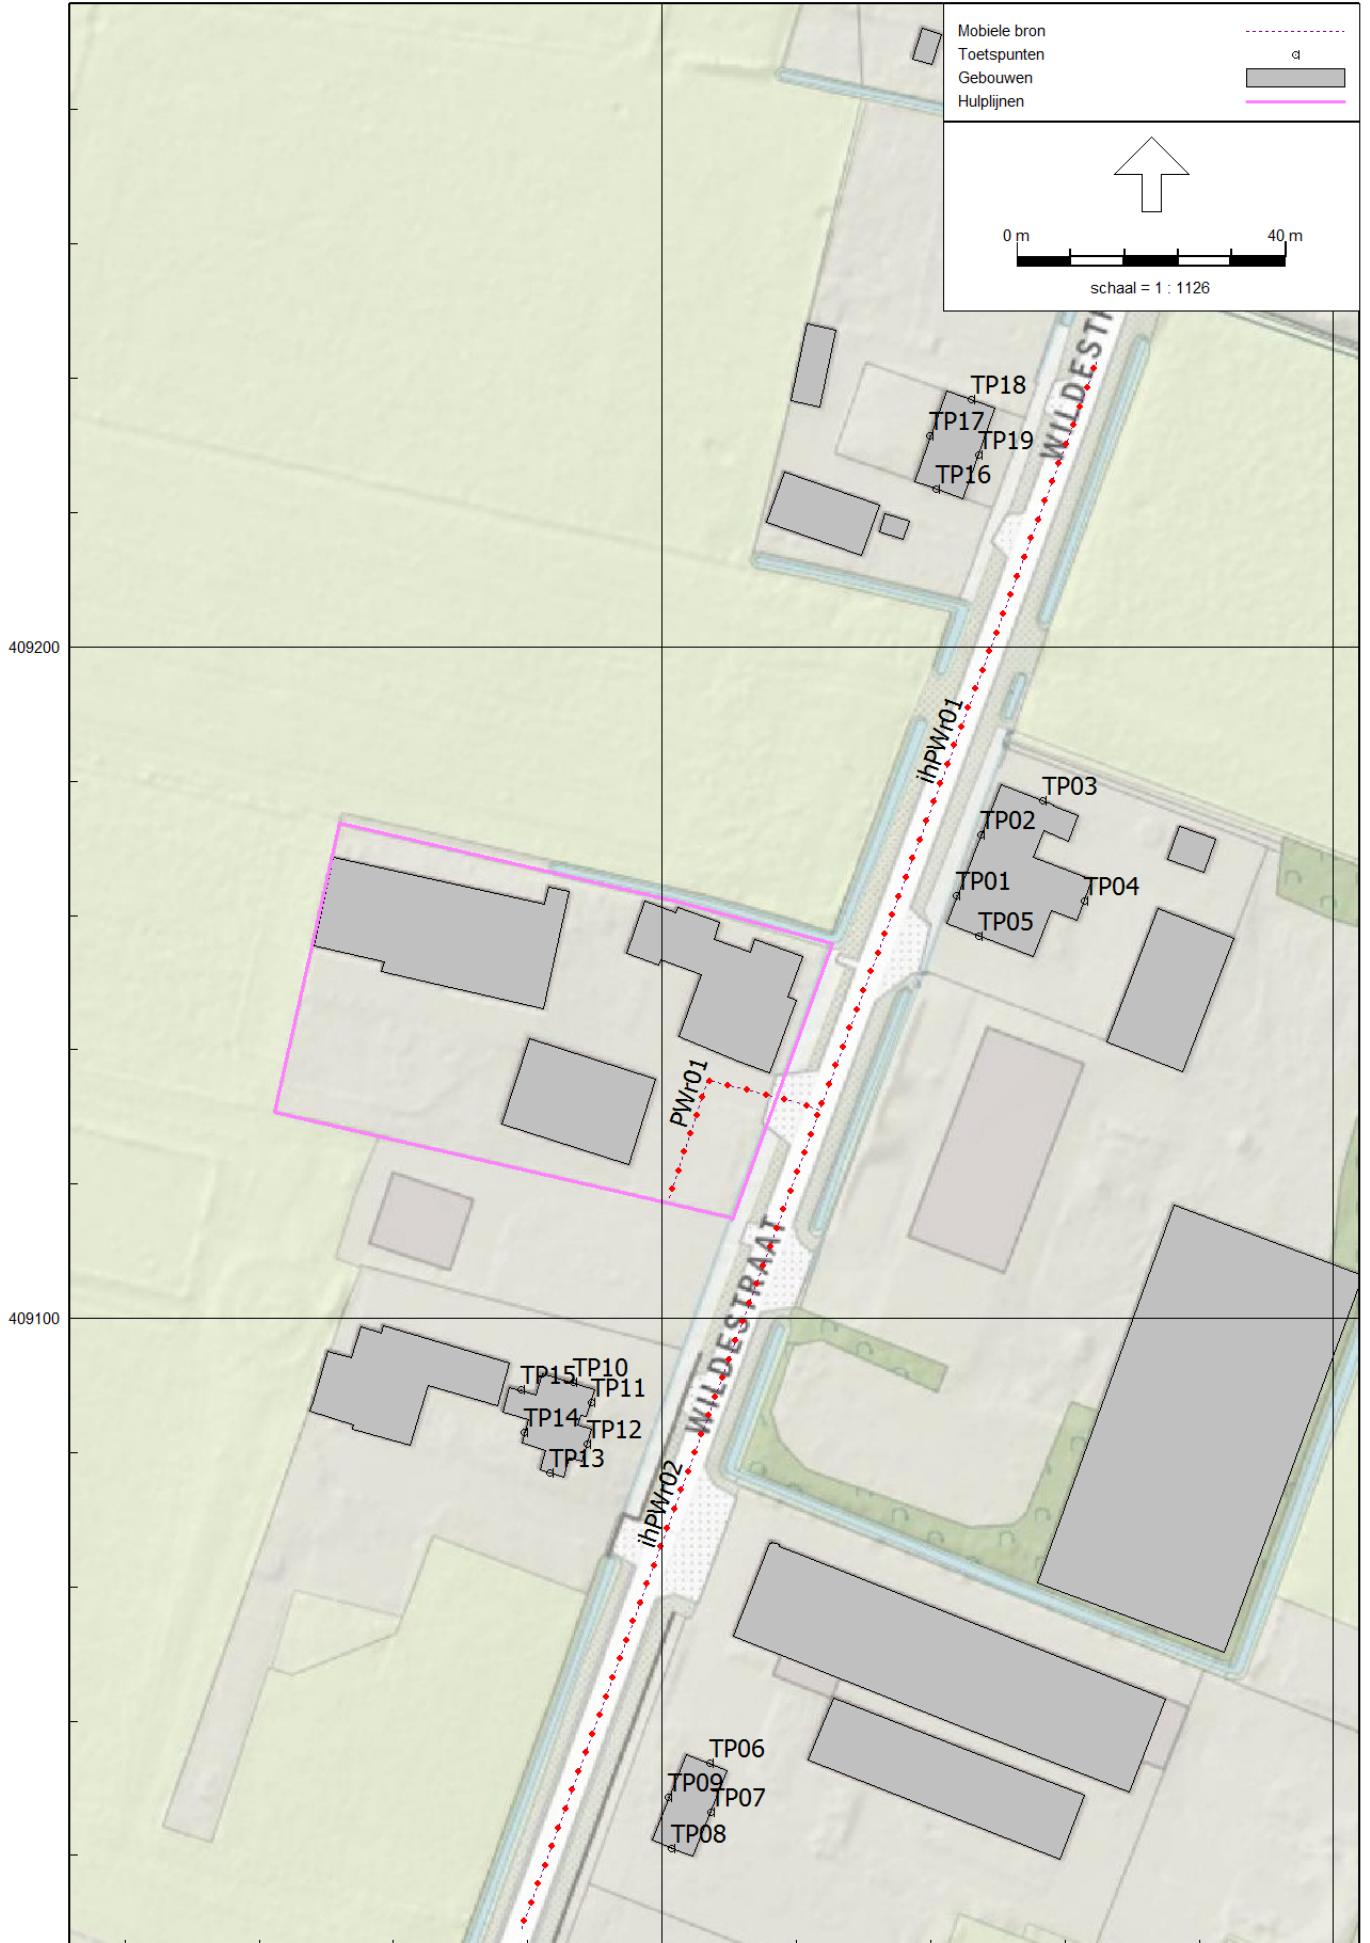 Mobiele bron
Toetspunten
Gebouwen
Hulplijnen
0 m
40 m
schaal = 1 : 1126
WILDESTR
TP18
TP17
TP19
TP16
409200
ihPWr01
TP03
TP02
TP01
TP04
TP05
PWr01
WILDESTRAAT
409100
TP15
TP10
TP11
TP14
TP12
TP13
ihPWr02
TP06
TP09
TP07
TP08